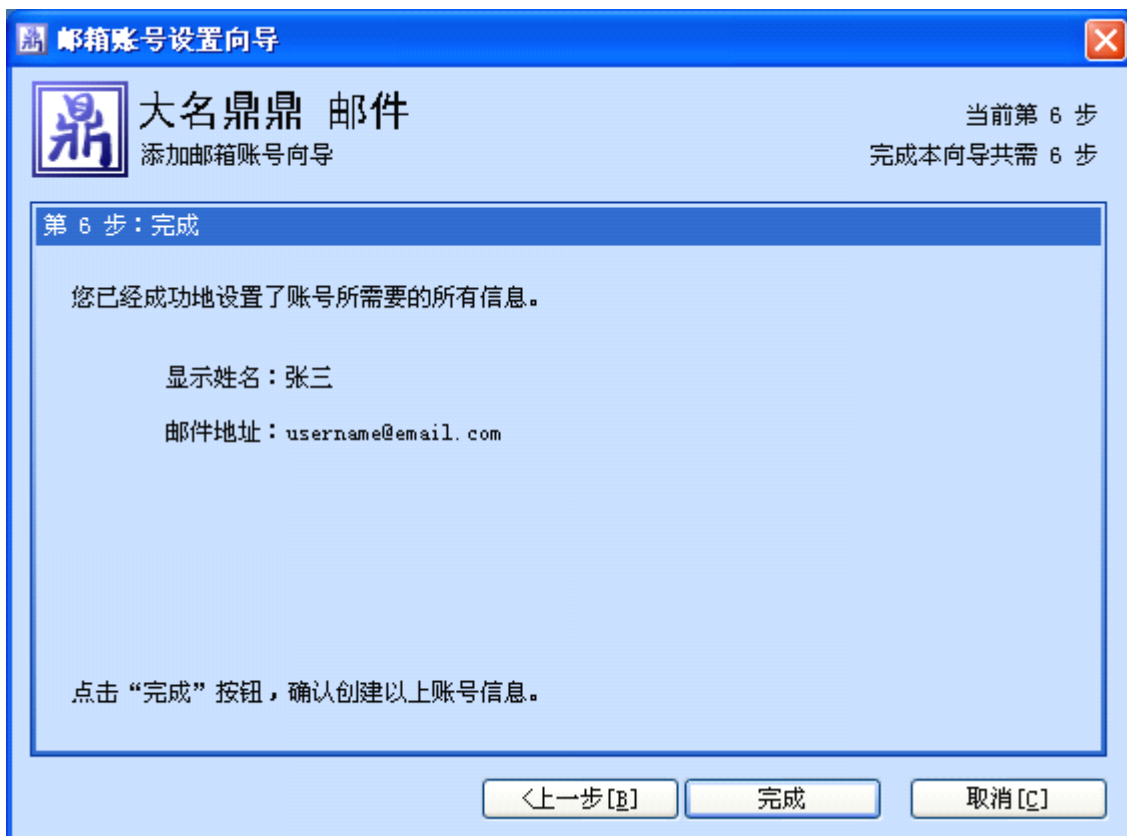 鼎 邮箱账号设置向导
鼎
大名鼎鼎 邮件
添加邮箱账号向导
当前第 6 步
完成本向导共需 6 步
第 6 步：完成
您已经成功地设置了账号所需要的所有信息。
显示姓名：张三
邮件地址：username@email.com
点击“完成”按钮，确认创建以上账号信息。
<上一步[B]
完成
取消[C]